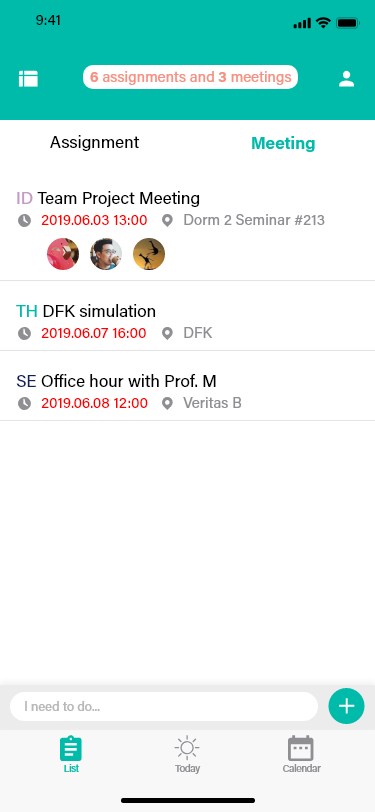 9:41
6 assignments and 3 meetings
Assignment Meeting
ID Team Project Meeting
2019.06.03 13:00 Dorm 2 Seminar #213
TH DFK simulation
2019.06.07 16:00 DFK
SE Office hour with Prof. M
2019.06.08 12:00 Veritas B
I need to do...
List Today Calendar